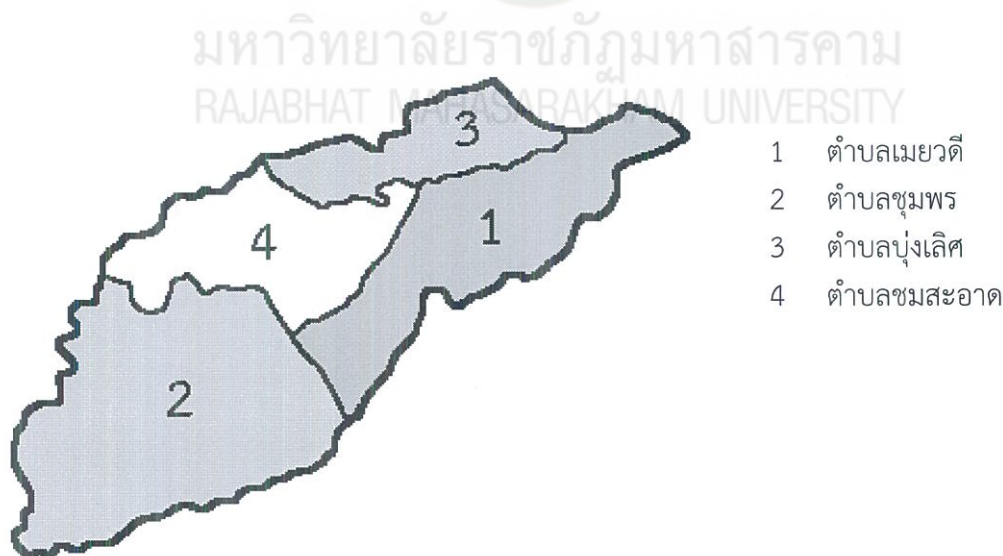 มหาวิทยาลัยราชภัฏมหาสารคาม
RAJABHAT MAHASARAKHAM UNIVERSITY
3
1
4
2
1 ตำบลเมยวดี
2 ตำบลชุมพร
3 ตำบลบุ่งเลิศ
4 ตำบลชมสะอาด